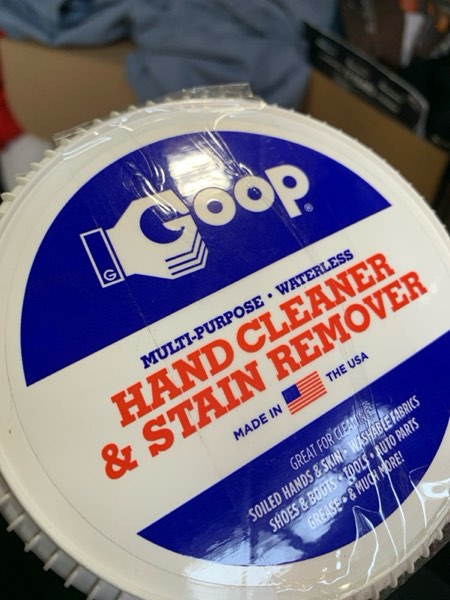 Goop®
G
MULTI-PURPOSE • WATERLESS
HAND CLEANER
& STAIN REMOVER
MADE IN THE USA
GREAT FOR CLEANING
SOILED HANDS & SKIN • WASHABLE FABRICS
SHOES & BOOTS • TOOLS • AUTO PARTS
GREASE • & MUCH MORE!